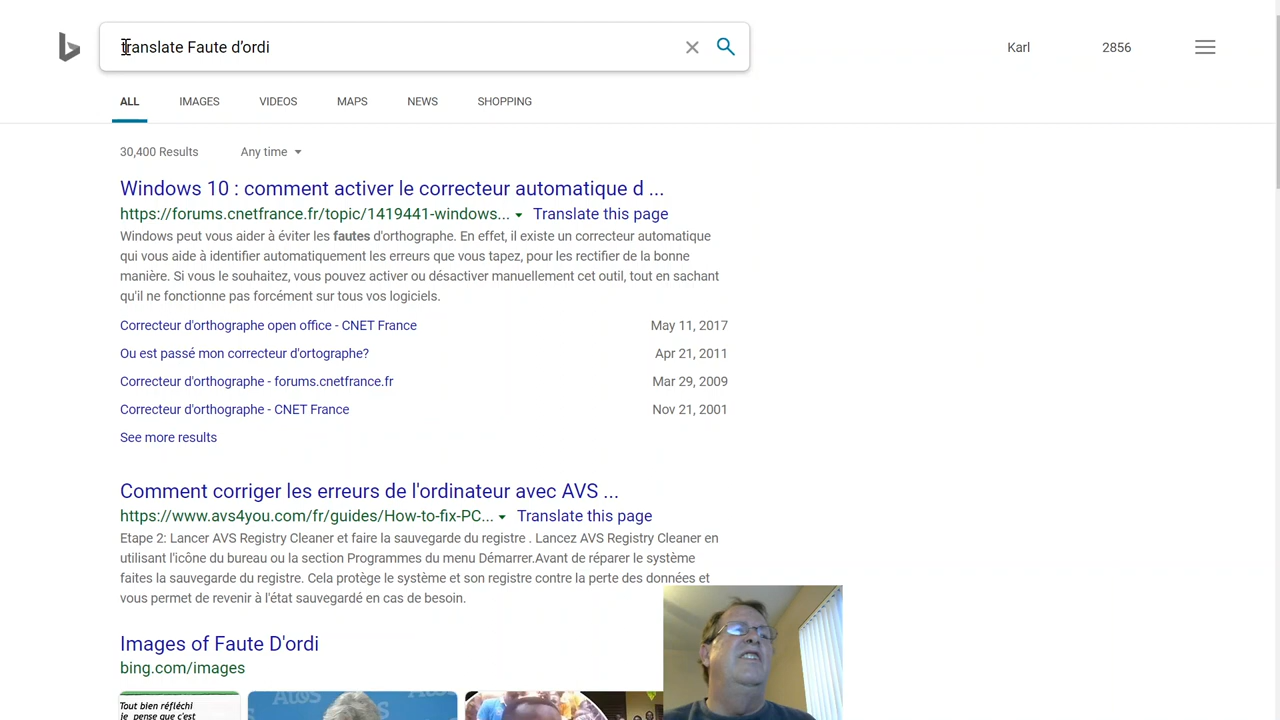 translate Faute d'ordi
Karl
2856
ALL
IMAGES
VIDEOS
MAPS
NEWS
SHOPPING
30,400 Results
Any time
Windows 10 : comment activer le correcteur automatique d ...
https://forums.cnetfrance.fr/topic/1419441-windows... Translate this page
Windows peut vous aider à éviter les fautes d'orthographe. En effet, il existe un correcteur automatique
qui vous aide à identifier automatiquement les erreurs que vous tapez, pour les rectifier de la bonne
manière. Si vous le souhaitez, vous pouvez activer ou désactiver manuellement cet outil, tout en sachant
qu'il ne fonctionne pas forcément sur tous vos logiciels.
Correcteur d'orthographe open office - CNET France
May 11, 2017
Ou est passé mon correcteur d'ortographe?
Apr 21, 2011
Correcteur d'orthographe - forums.cnetfrance.fr
Mar 29, 2009
Correcteur d'orthographe - CNET France
Nov 21, 2001
See more results
Comment corriger les erreurs de l'ordinateur avec AVS ...
https://www.avs4you.com/fr/guides/How-to-fix-PC... Translate this page
Etape 2: Lancer AVS Registry Cleaner et faire la sauvegarde du registre . Lancez AVS Registry Cleaner en
utilisant l'icône du bureau ou la section Programmes du menu Démarrer.Avant de réparer le système
faites la sauvegarde du registre. Cela protège le système et son registre contre la perte des données et
vous permet de revenir à l'état sauvegardé en cas de besoin.
Images of Faute D'ordi
bing.com/images
Tout bien réfléchi
je pense que c'est
Atos